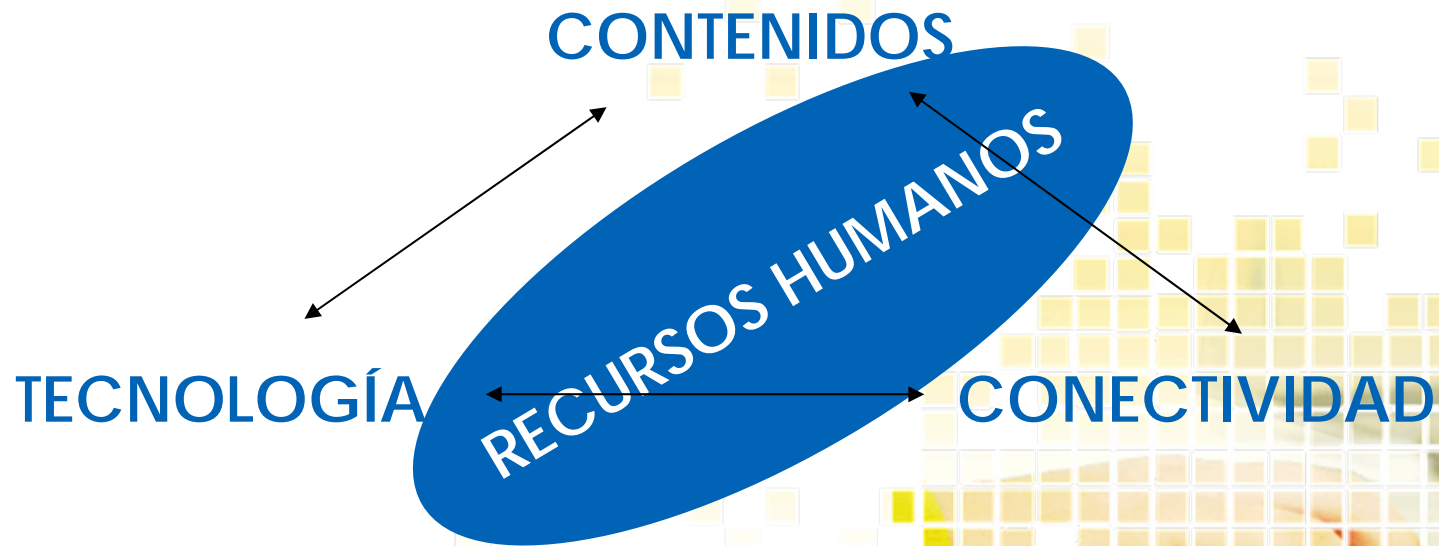 CONTENIDOS
RECURSOS HUMANOS
TECNOLOGÍA
CONECTIVIDAD